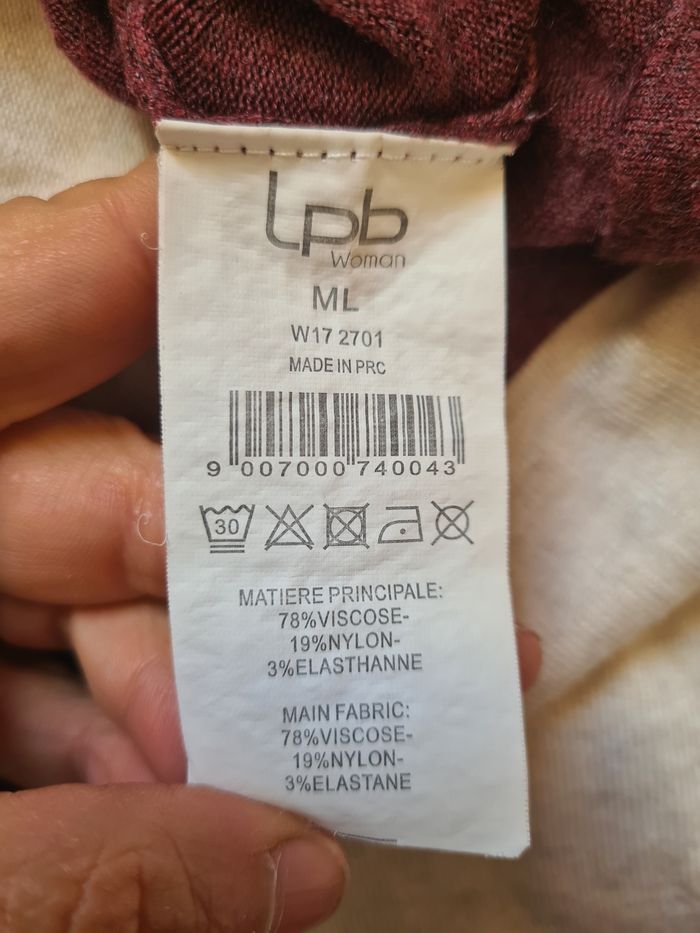 Lpb
Woman
ML
W17 2701
MADE IN PRC
9 007000 740043
30
MATIERE PRINCIPALE:
78%VISCOSE-
19%NYLON-
3%ELASTHANNE
MAIN FABRIC:
78%VISCOSE-
19%NYLON-
3%ELASTANE